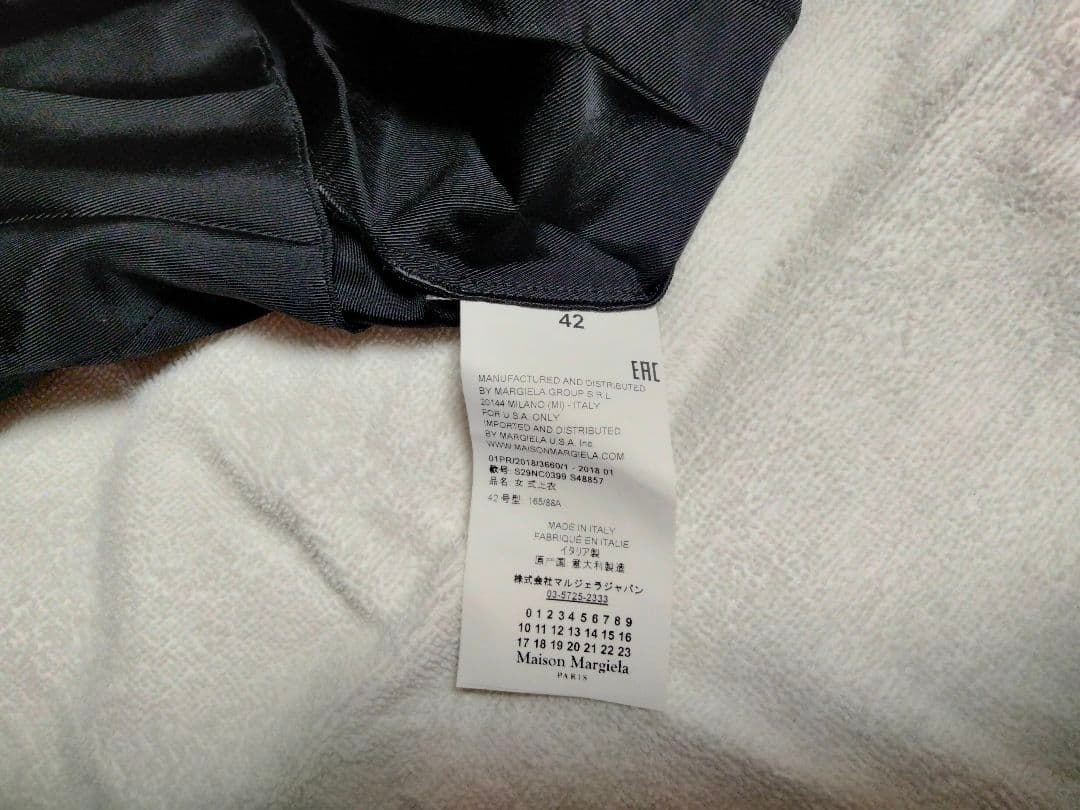 42
EAC
MANUFACTURED AND DISTRIBUTED
BY MARGIELA GROUP S.R.L.
20144 MILANO (MI) - ITALY
FOR U.S.A. ONLY
IMPORTED AND DISTRIBUTED
BY MARGIELA U.S.A. Inc.
WWW.MAISONMARGIELA.COM
01PR/2018/3660/1 - 2018 01
款号: S29NC0399 S48857
品名: 女式上衣
42 号型: 165/88A
MADE IN ITALY
FABRIQUÉ EN ITALIE
イタリア製
原产国: 意大利製造
株式会社マルジェラジャパン
03-5725-2333
0 1 2 3 4 5 6 7 8 9
10 11 12 13 14 15 16
17 18 19 20 21 22 23
Maison Margiela
PARIS